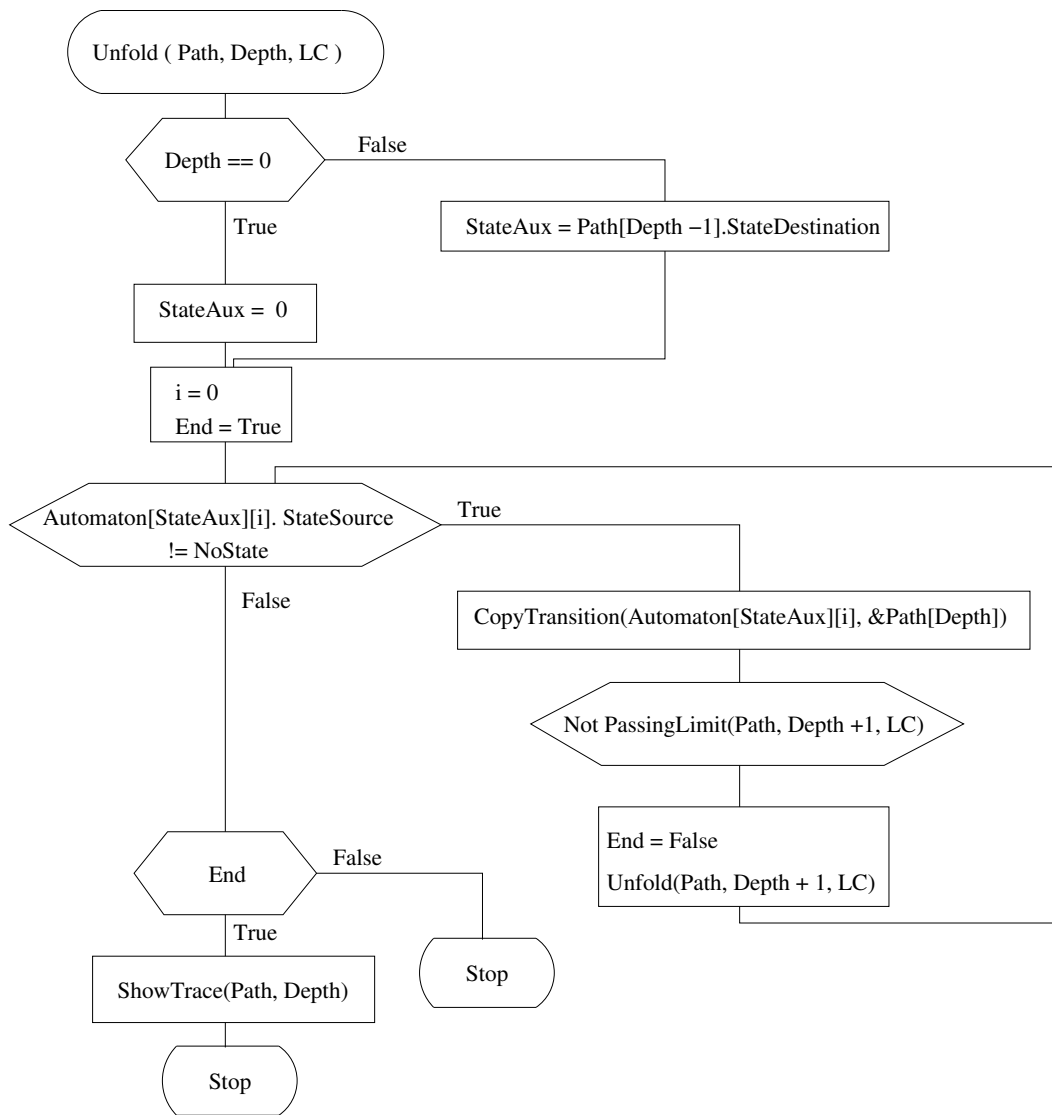 Unfold ( Path, Depth, LC )
Depth == 0
False
True
StateAux = Path[Depth −1].StateDestination
StateAux = 0
i = 0
End = True
Automaton[StateAux][i]. StateSource
!= NoState
True
False
CopyTransition(Automaton[StateAux][i], &Path[Depth])
Not PassingLimit(Path, Depth +1, LC)
End = False
Unfold(Path, Depth + 1, LC)
End
False
True
Stop
ShowTrace(Path, Depth)
Stop